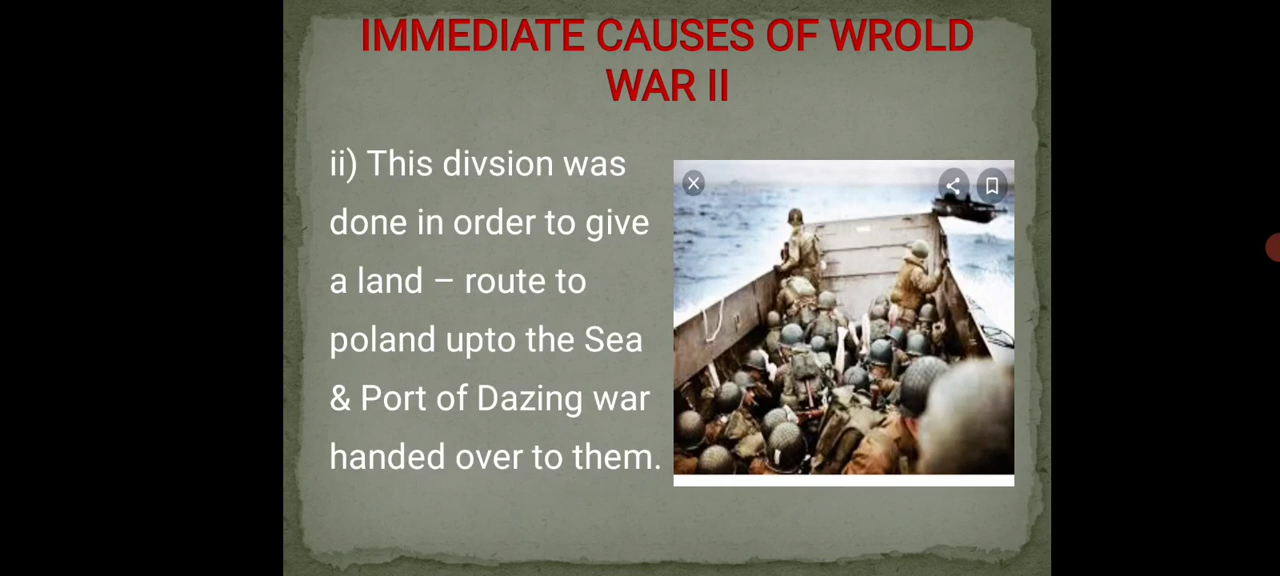 IMMEDIATE CAUSES OF WROLD
WAR II
ii) This divsion was
done in order to give
a land – route to
poland upto the Sea
& Port of Dazing war
handed over to them.